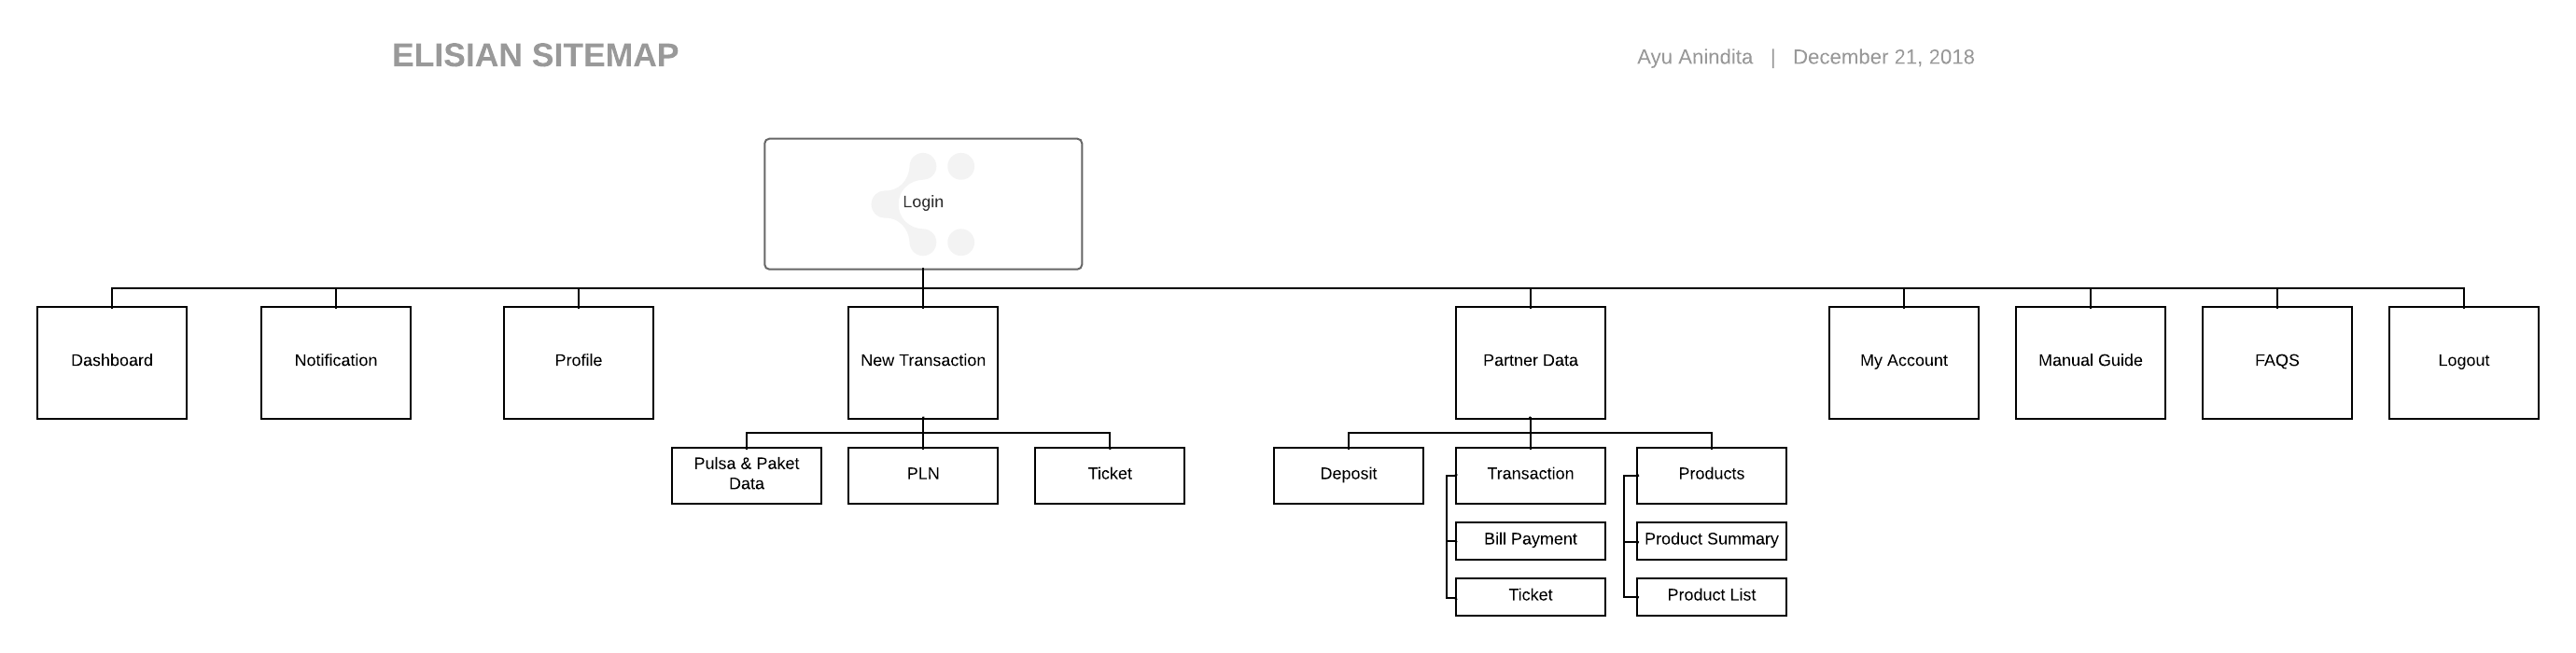 ELISIAN SITEMAP
Ayu Anindita | December 21, 2018
Login
Dashboard
Notification
Profile
New Transaction
Partner Data
My Account
Manual Guide
FAQS
Logout
Pulsa & Paket
Data
PLN
Ticket
Deposit
Transaction
Products
Bill Payment
Product Summary
Ticket
Product List